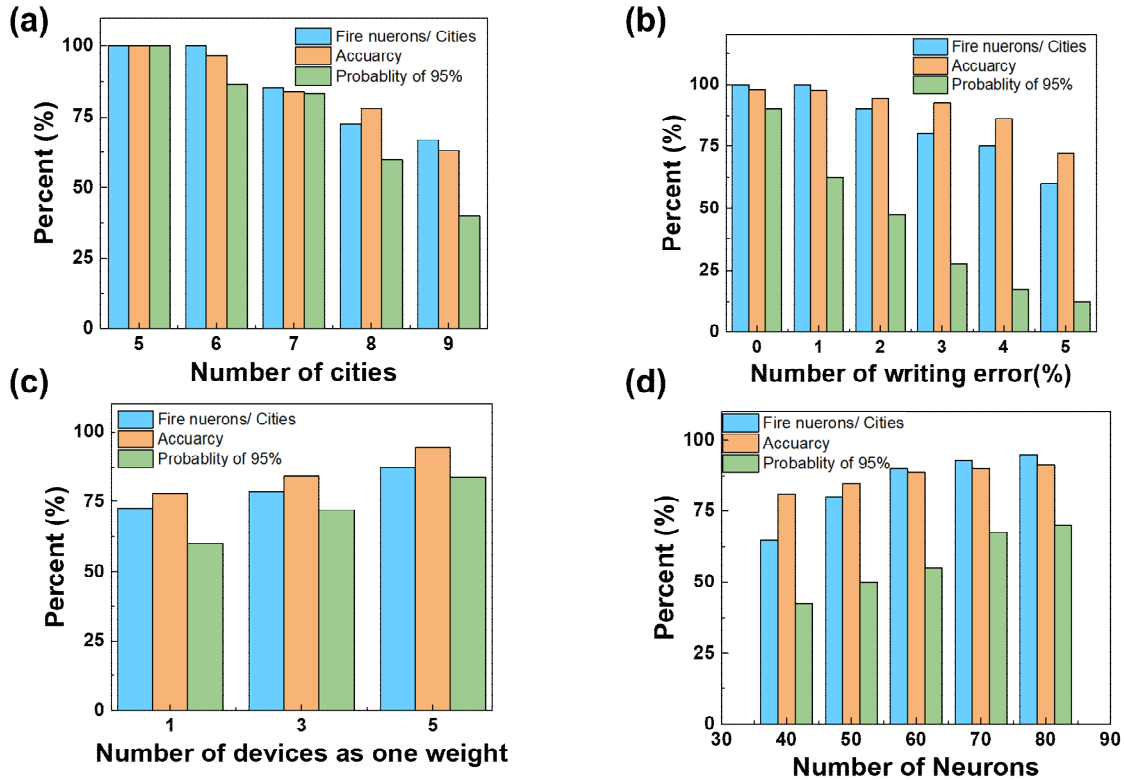 (a)
Fire nuerons/ Cities
Accuarcy
Probablity of 95%
Percent (%)
100
75
50
25
0
5 6 7 8 9
Number of cities
(b)
Fire nuerons/ Cities
Accuarcy
Probablity of 95%
Percent (%)
100
75
50
25
0
0 1 2 3 4 5
Number of writing error(%)
(c)
Fire nuerons/ Cities
Accuarcy
Probablity of 95%
Percent (%)
100
75
50
25
0
1 3 5
Number of devices as one weight
(d)
Fire nuerons/ Cities
Accuarcy
Probablity of 95%
Percent (%)
100
75
50
25
0
30 40 50 60 70 80 90
Number of Neurons